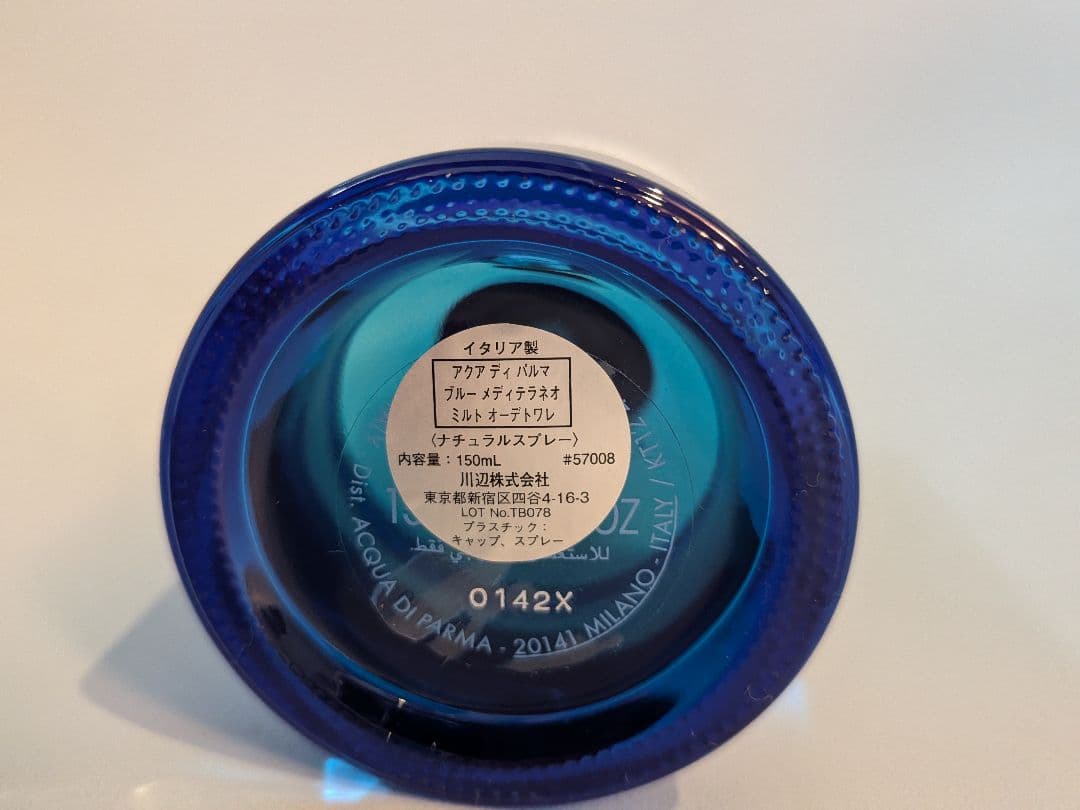 イタリア製
アクア ディ パルマ
ブルー メディテラネオ
ミルト オーデトワレ
〈ナチュラルスプレー〉
内容量：150mL #57008
川辺株式会社
東京都新宿区四谷4-16-3
LOT No.TB078
プラスチック：
キャップ、スプレー
OZ
فقط
0142X
Dist. ACQUA DI PARMA - 20141 MILANO - ITALY /